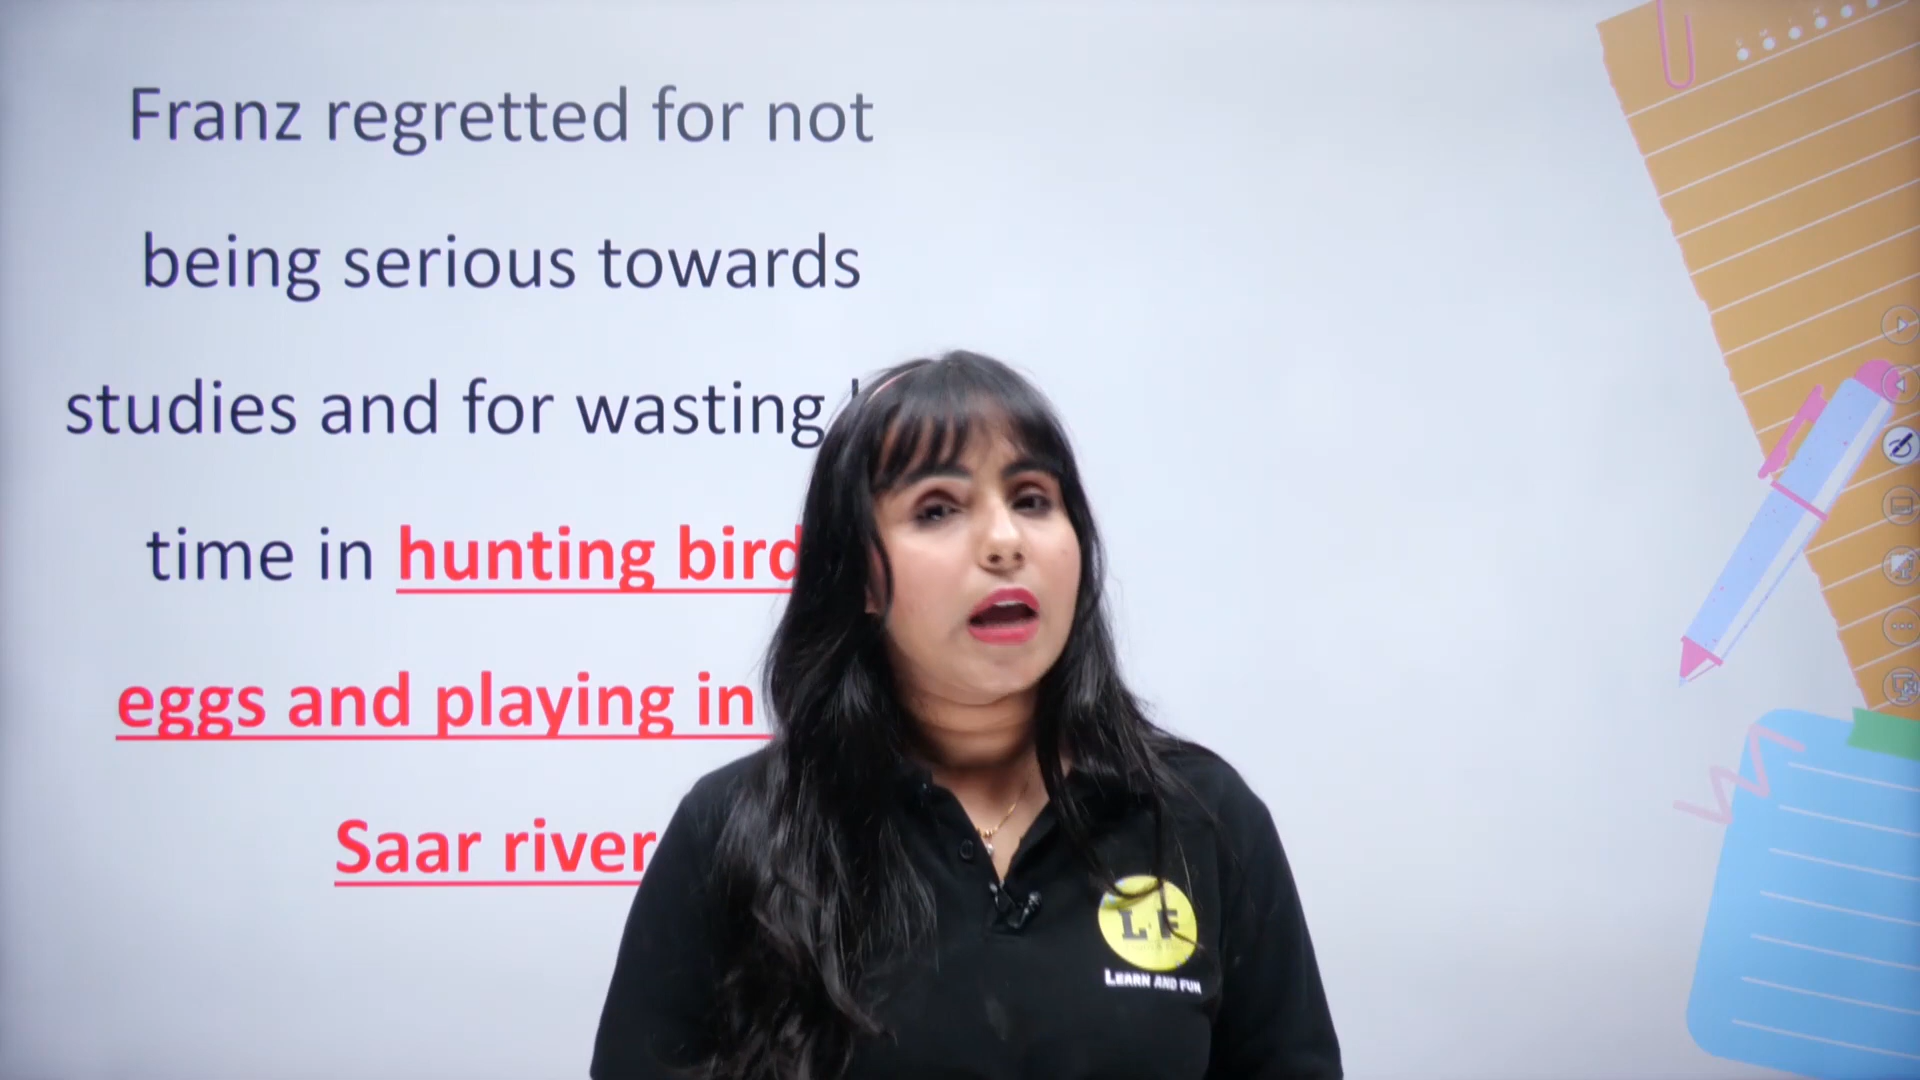 Franz regretted for not
being serious towards
studies and for wasting
time in hunting
eggs and playing in
Saar river
L F
LEARN AND FUN